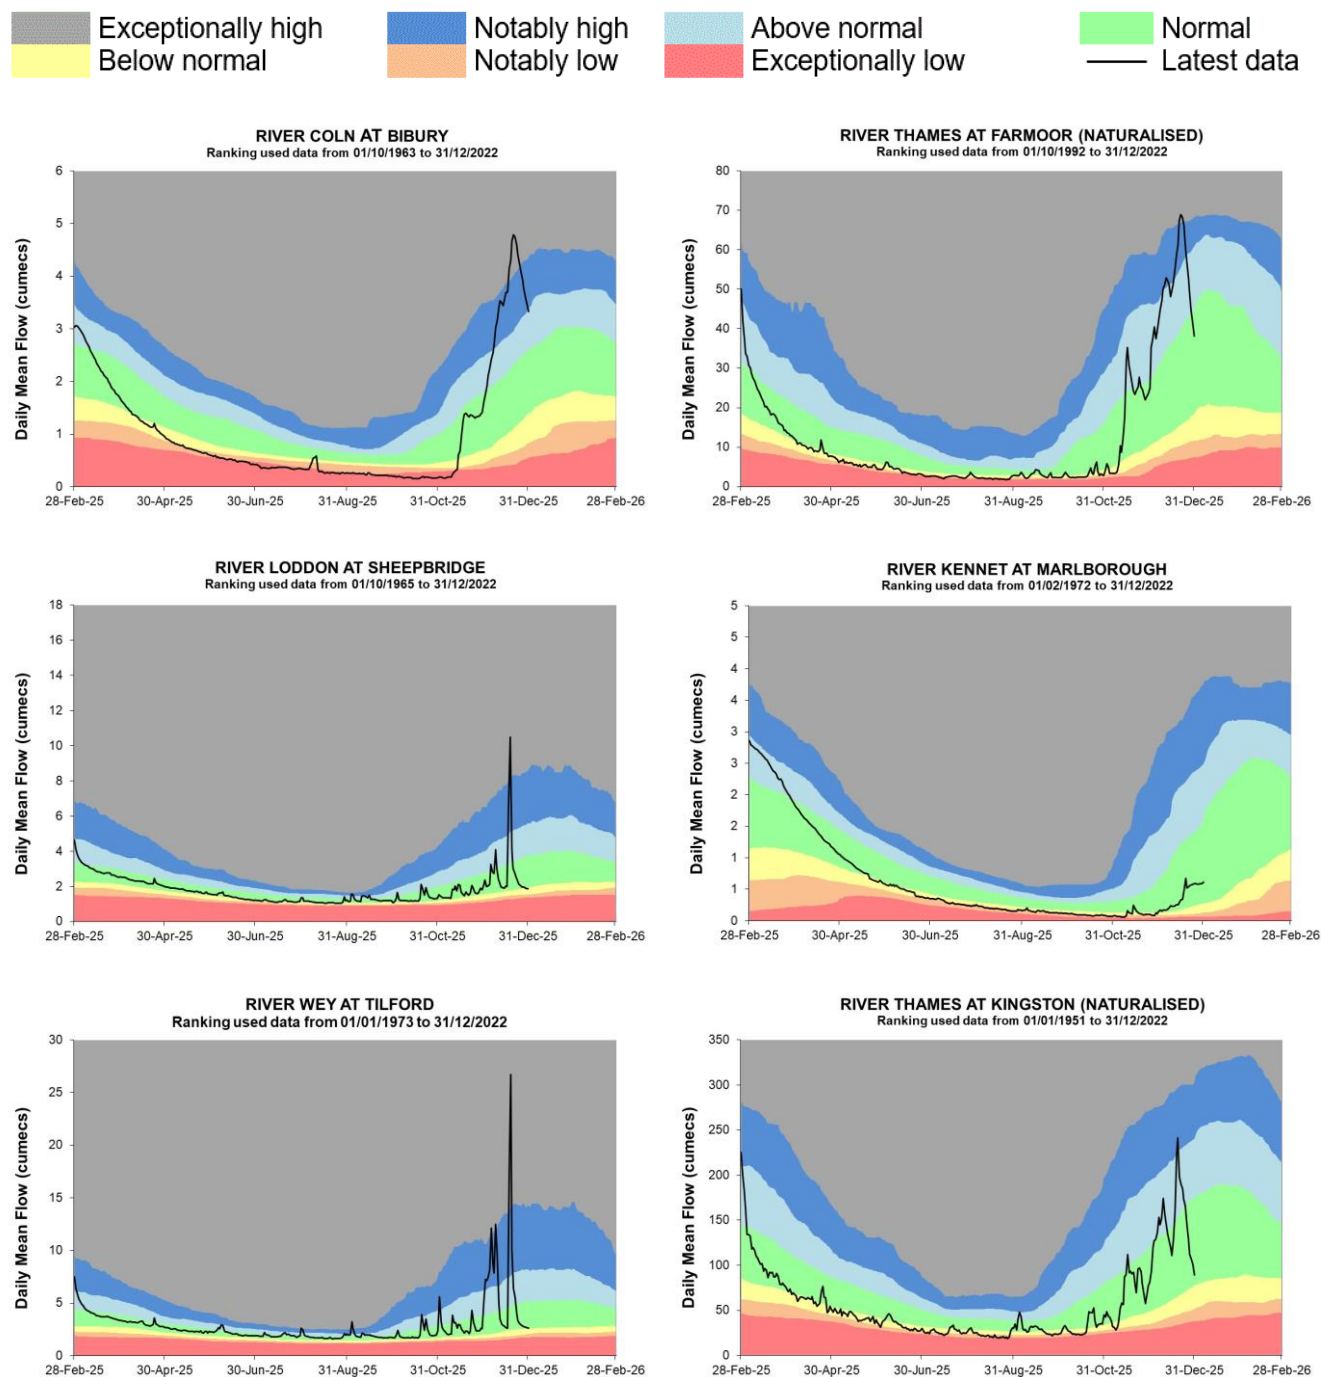 Exceptionally high Notably high Above normal Normal
Below normal Notably low Exceptionally low Latest data
RIVER COLN AT BIBURY
Ranking used data from 01/10/1963 to 31/12/2022
Daily Mean Flow (cumecs)
6
5
4
3
2
1
0
28-Feb-25 30-Apr-25 30-Jun-25 31-Aug-25 31-Oct-25 31-Dec-25 28-Feb-26
RIVER THAMES AT FARMOOR (NATURALISED)
Ranking used data from 01/10/1992 to 31/12/2022
Daily Mean Flow (cumecs)
80
70
60
50
40
30
20
10
0
28-Feb-25 30-Apr-25 30-Jun-25 31-Aug-25 31-Oct-25 31-Dec-25 28-Feb-26
RIVER LODDON AT SHEEPBRIDGE
Ranking used data from 01/10/1965 to 31/12/2022
Daily Mean Flow (cumecs)
18
16
14
12
10
8
6
4
2
0
28-Feb-25 30-Apr-25 30-Jun-25 31-Aug-25 31-Oct-25 31-Dec-25 28-Feb-26
RIVER KENNET AT MARLBOROUGH
Ranking used data from 01/02/1972 to 31/12/2022
Daily Mean Flow (cumecs)
5
5
4
4
3
3
2
2
1
1
0
28-Feb-25 30-Apr-25 30-Jun-25 31-Aug-25 31-Oct-25 31-Dec-25 28-Feb-26
RIVER WEY AT TILFORD
Ranking used data from 01/01/1973 to 31/12/2022
Daily Mean Flow (cumecs)
30
25
20
15
10
5
0
28-Feb-25 30-Apr-25 30-Jun-25 31-Aug-25 31-Oct-25 31-Dec-25 28-Feb-26
RIVER THAMES AT KINGSTON (NATURALISED)
Ranking used data from 01/01/1951 to 31/12/2022
Daily Mean Flow (cumecs)
350
300
250
200
150
100
50
0
28-Feb-25 30-Apr-25 30-Jun-25 31-Aug-25 31-Oct-25 31-Dec-25 28-Feb-26